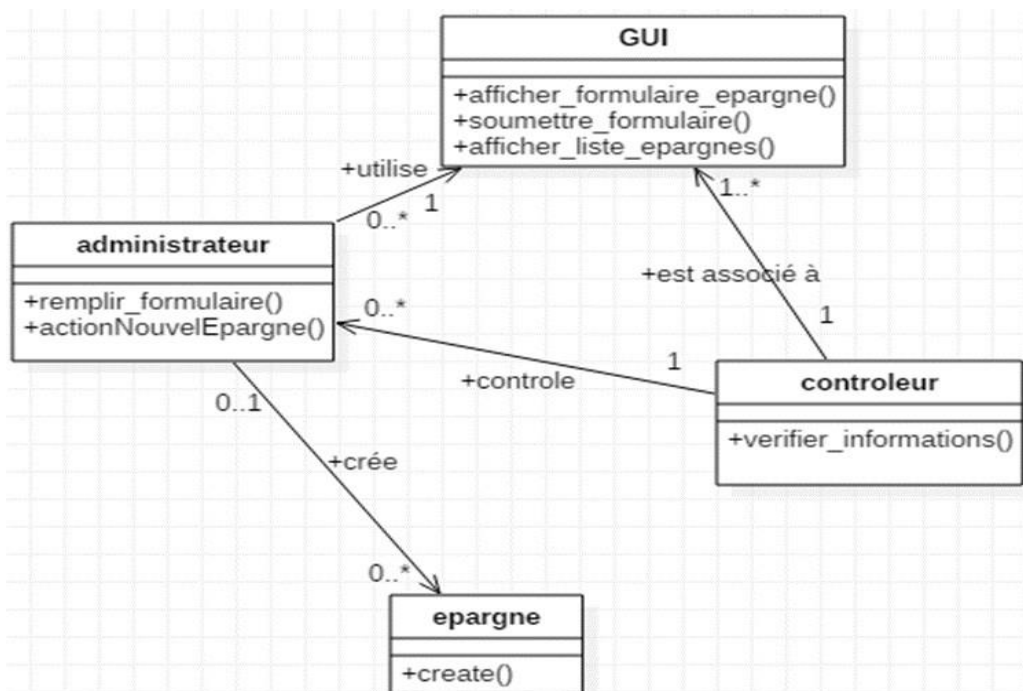 GUI
+afficher_formulaire_epargne()
+soumettre_formulaire()
+afficher_liste_epargnes()
+utilise
0..*
1
1..*
administrateur
+remplir_formulaire()
+actionNouvelEpargne()
+est associé à
0..*
1
1
+controle
controleur
+verifier_informations()
0..1
+crée
0..*
epargne
+create()